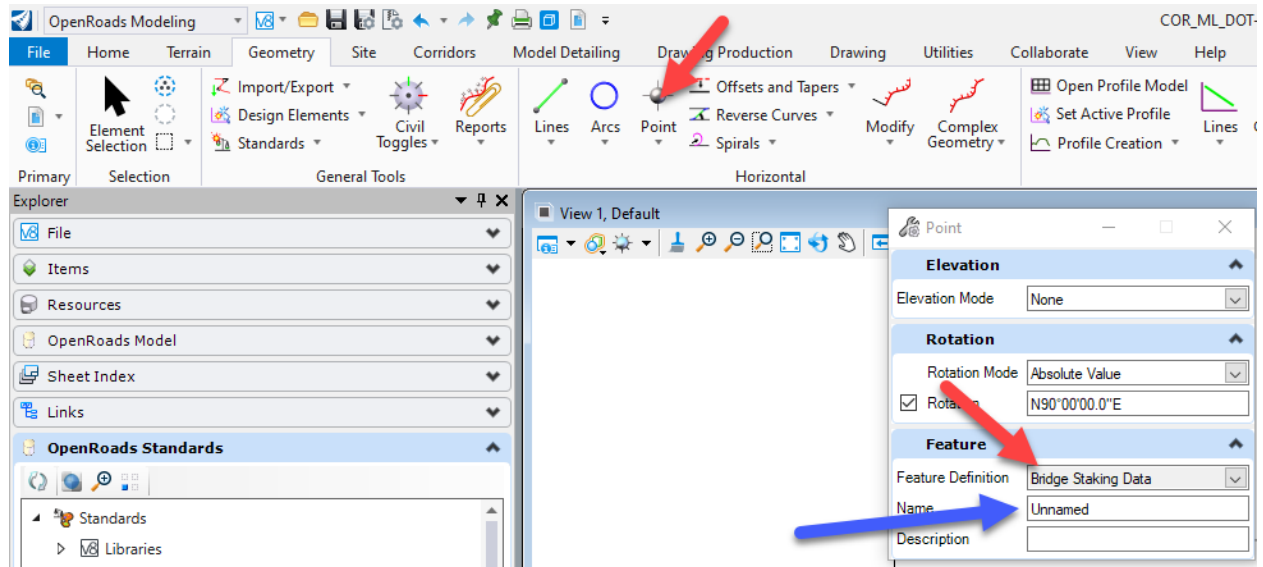 OpenRoads Modeling
COR_ML_DOT-
File Home Terrain Geometry Site Corridors Model Detailing Drawing Production Drawing Utilities Collaborate View Help
Element Selection
Import/Export
Design Elements
Standards
Civil Toggles
Reports
Lines
Arcs
Point
Offsets and Tapers
Reverse Curves
Spirals
Modify
Complex Geometry
Open Profile Model
Set Active Profile
Profile Creation
Lines
Primary Selection General Tools Horizontal
Explorer
File
Items
Resources
OpenRoads Model
Sheet Index
Links
OpenRoads Standards
Standards
V8 Libraries
View 1, Default
Point
Elevation
Elevation Mode None
Rotation
Rotation Mode Absolute Value
Rotation N90°00'00.0"E
Feature
Feature Definition Bridge Staking Data
Name Unnamed
Description